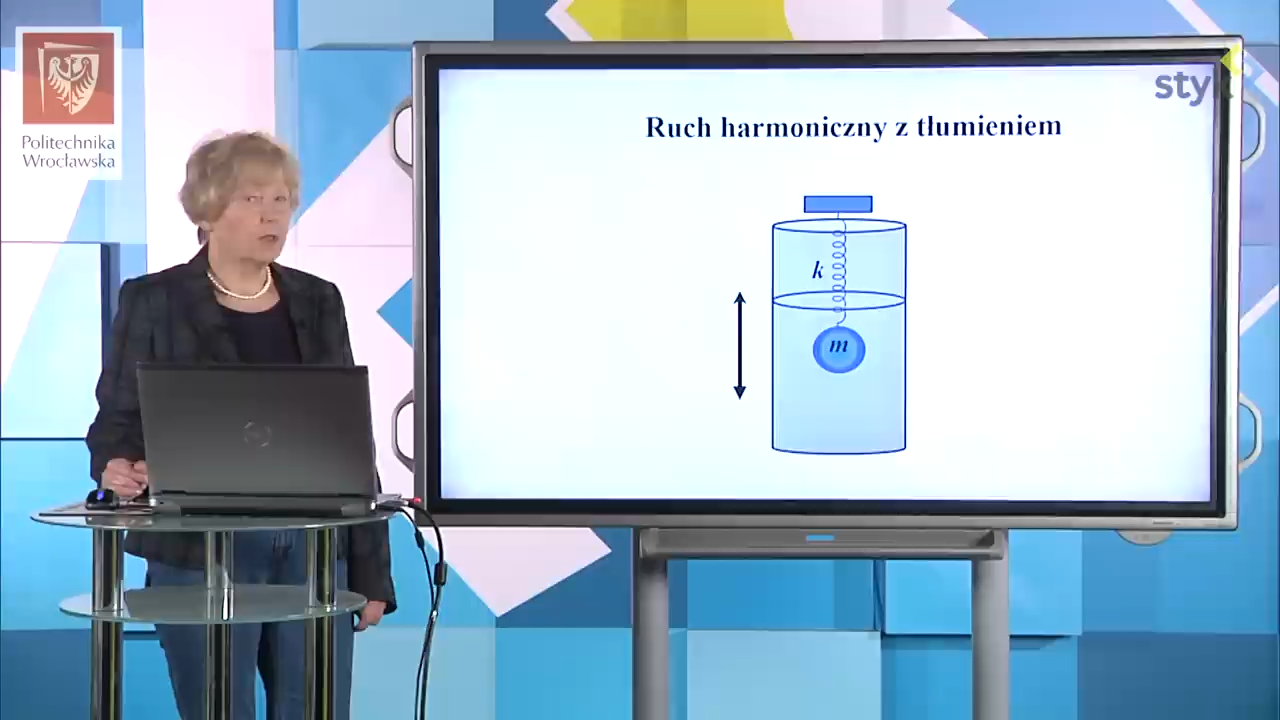 Politechnika
Wrocławska
Ruch harmoniczny z tłumieniem
k
m